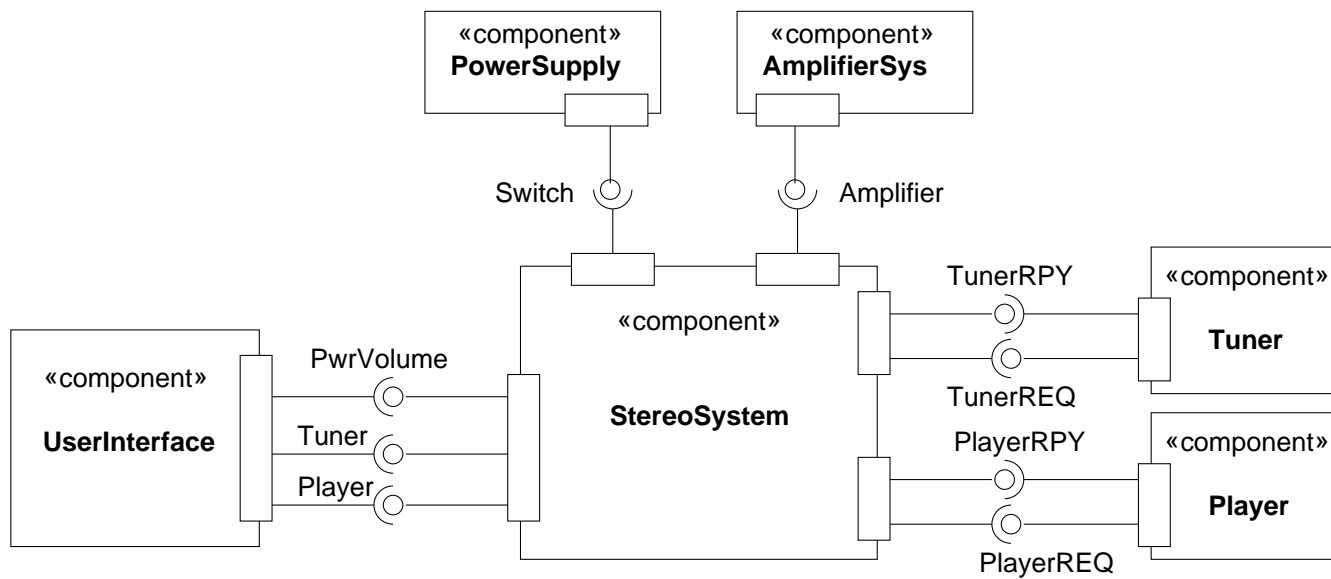 «component»
PowerSupply
«component»
AmplifierSys
Switch
Amplifier
«component»
UserInterface
PwrVolume
Tuner
Player
«component»
StereoSystem
TunerRPY
TunerREQ
PlayerRPY
PlayerREQ
«component»
Tuner
«component»
Player